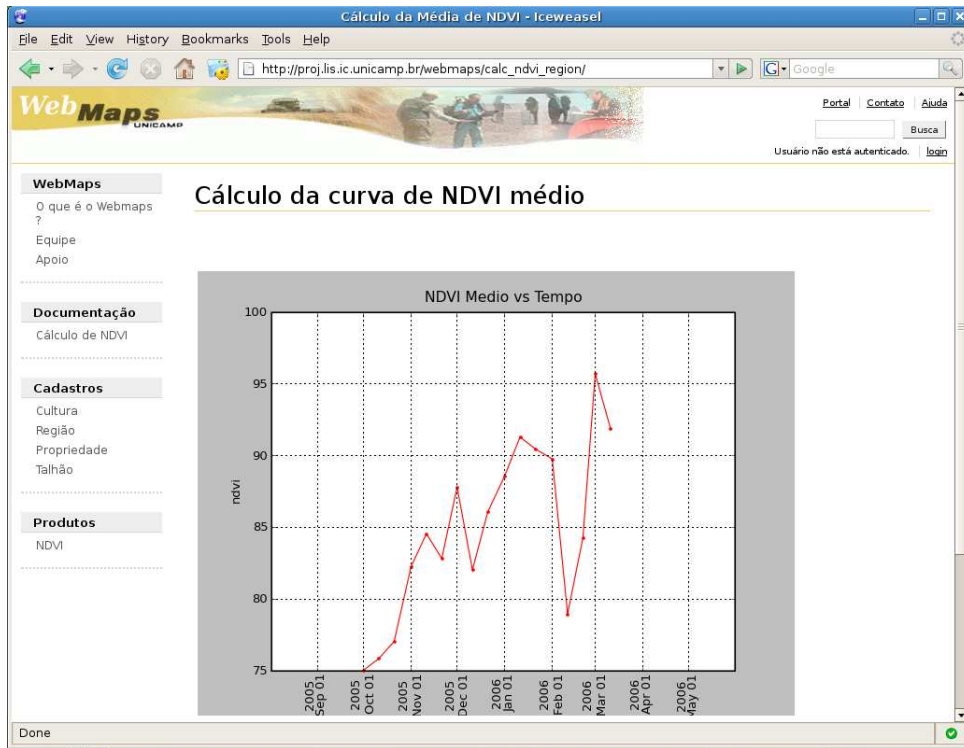 Cálculo da Média de NDVI - Iceweasel
File Edit View History Bookmarks Tools Help
http://proj.lis.ic.unicamp.br/webmaps/calc_ndvi_region/
G Google
Web Maps
UNICAMP
Portal Contato Ajuda
Busca
Usuário não está autenticado. login
WebMaps
O que é o Webmaps
?
Equipe
Apoio
Documentação
Cálculo de NDVI
Cadastros
Cultura
Região
Propriedade
Talhão
Produtos
NDVI
Cálculo da curva de NDVI médio
NDVI Medio vs Tempo
100
95
90
85
80
75
ndvi
2005
Sep 01
2005
Oct 01
2005
Nov 01
2005
Dec 01
2006
Jan 01
2006
Feb 01
2006
Mar 01
2006
Apr 01
2006
May 01
Done